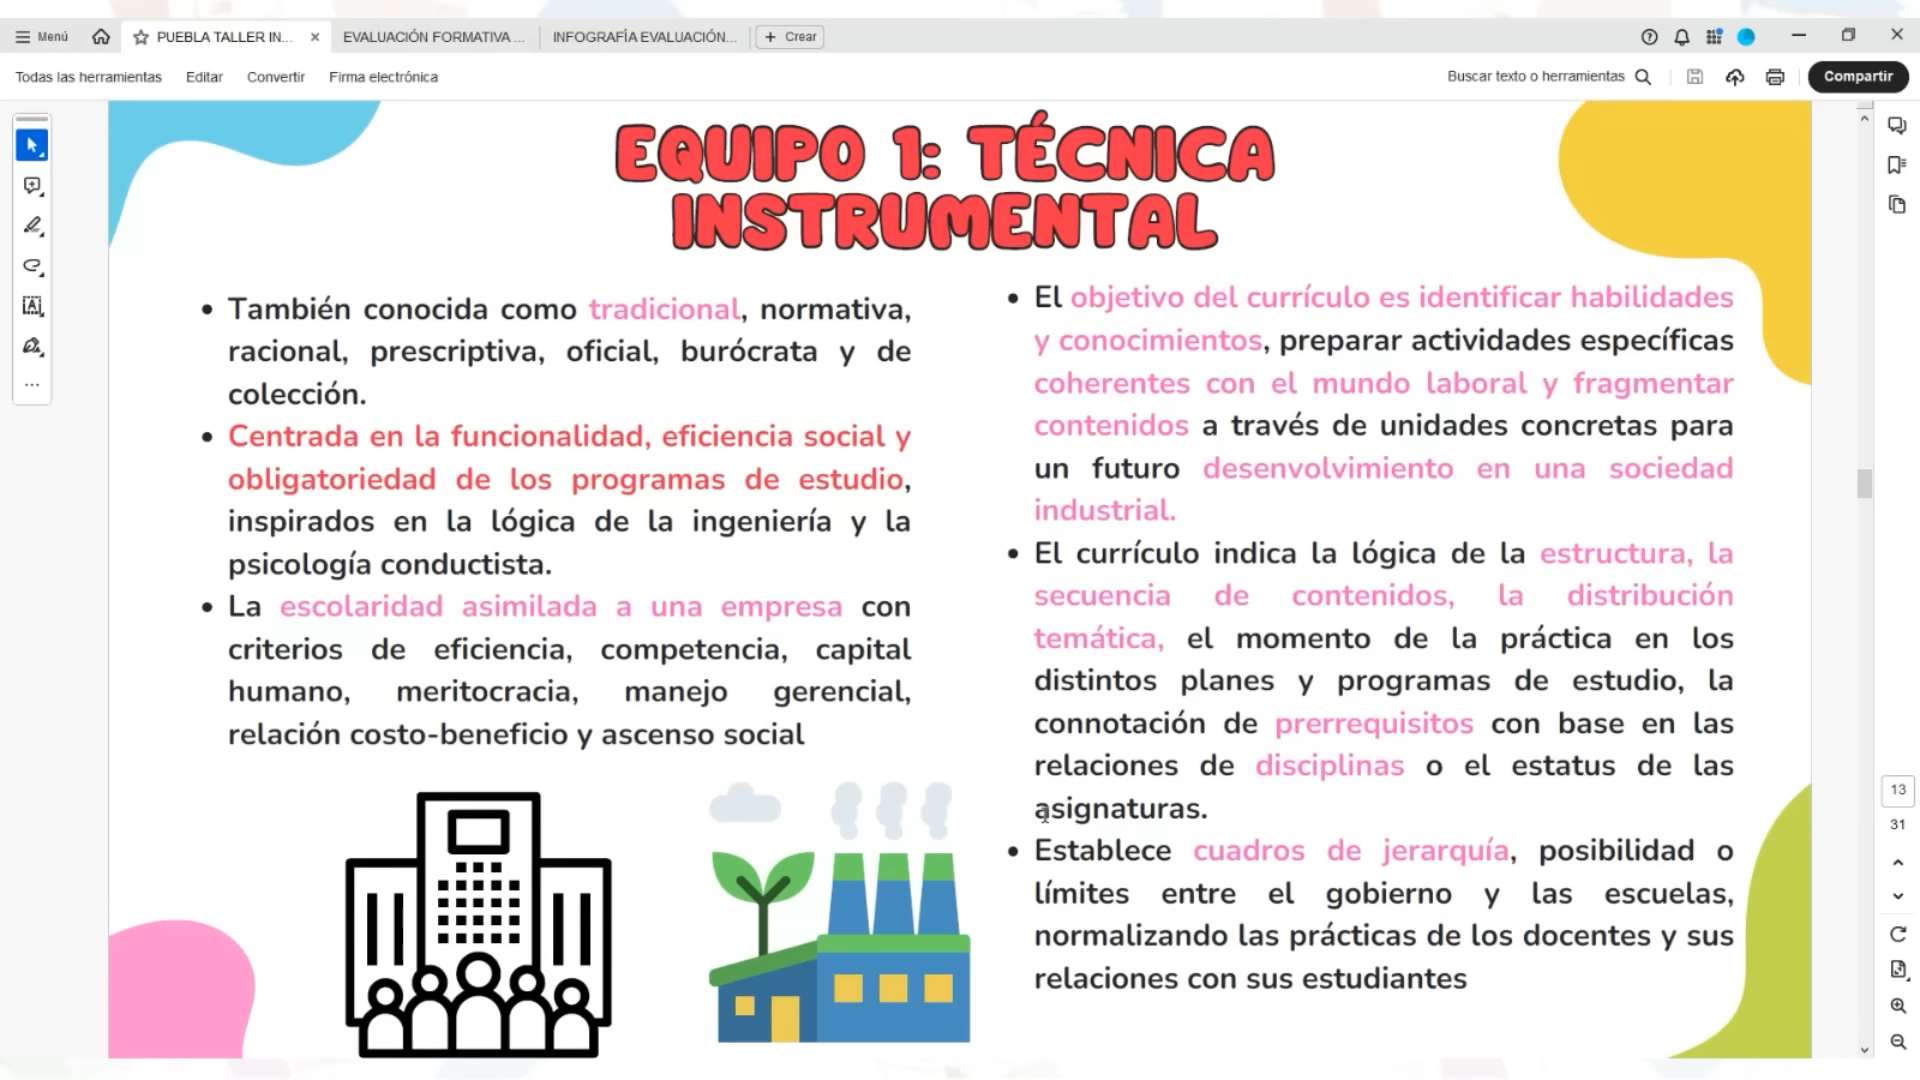 Menú
PUEBLA TALLER IN...
EVALUACIÓN FORMATIVA ...
INFOGRAFÍA EVALUACIÓN...
Crear
Todas las herramientas
Editar
Convertir
Firma electrónica
Buscar texto o herramientas
Compartir
EQUIPO 1: TÉCNICA
INSTRUMENTAL
También conocida como tradicional, normativa,
racional, prescriptiva, oficial, burócrata y de
colección.
Centrada en la funcionalidad, eficiencia social y
obligatoriedad de los programas de estudio,
inspirados en la lógica de la ingeniería y la
psicología conductista.
La escolaridad asimilada a una empresa con
criterios de eficiencia, competencia, capital
humano, meritocracia, manejo gerencial,
relación costo-beneficio y ascenso social
El objetivo del currículo es identificar habilidades
y conocimientos, preparar actividades específicas
coherentes con el mundo laboral y fragmentar
contenidos a través de unidades concretas para
un futuro desenvolvimiento en una sociedad
industrial.
El currículo indica la lógica de la estructura, la
secuencia de contenidos, la distribución
temática, el momento de la práctica en los
distintos planes y programas de estudio, la
connotación de prerrequisitos con base en las
relaciones de disciplinas o el estatus de las
asignaturas.
Establece cuadros de jerarquía, posibilidad o
límites entre el gobierno y las escuelas,
normalizando las prácticas de los docentes y sus
relaciones con sus estudiantes
13
31